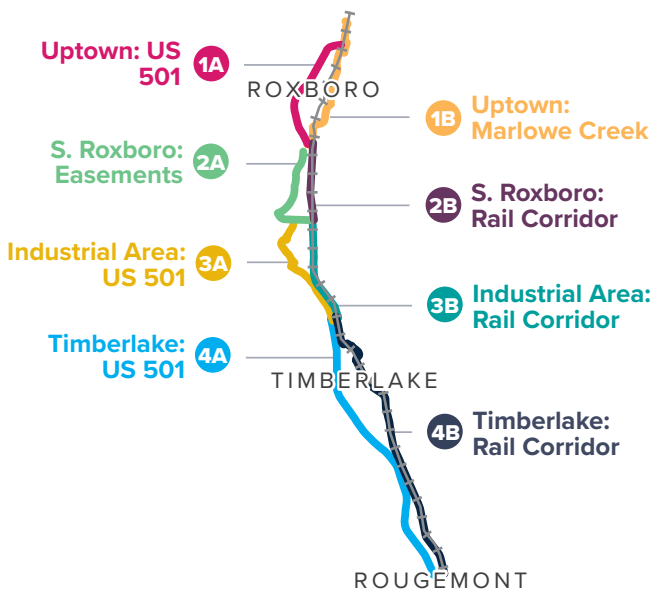 Uptown: US
501
1A
ROXBORO
1B
Uptown:
Marlowe Creek
S. Roxboro:
Easements
2A
2B
S. Roxboro:
Rail Corridor
Industrial Area:
US 501
3A
3B
Industrial Area:
Rail Corridor
Timberlake:
US 501
4A
TIMBERLAKE
4B
Timberlake:
Rail Corridor
ROUGEMONT